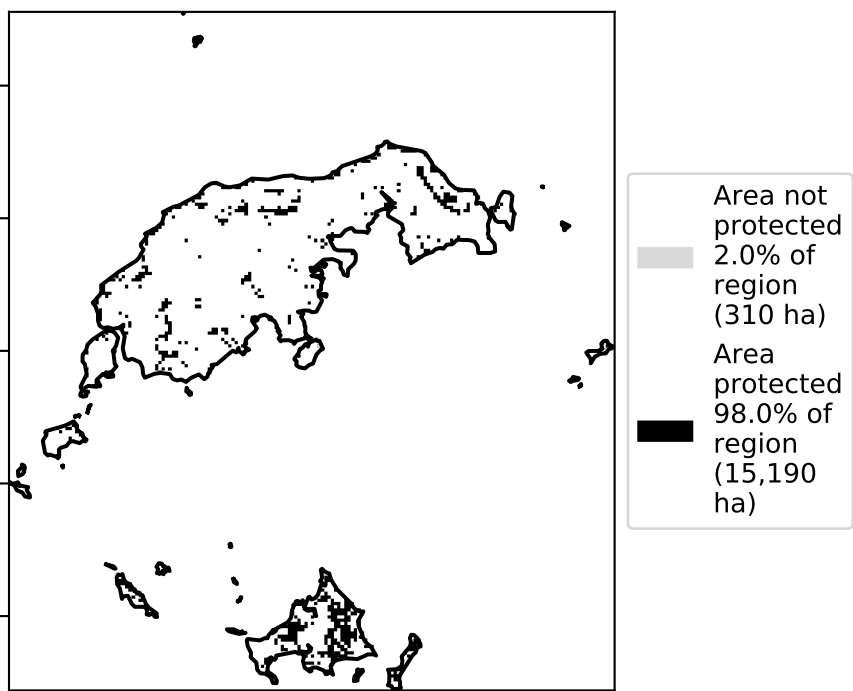 Area not
protected
2.0% of
region
(310 ha)
Area
protected
98.0% of
region
(15,190
ha)